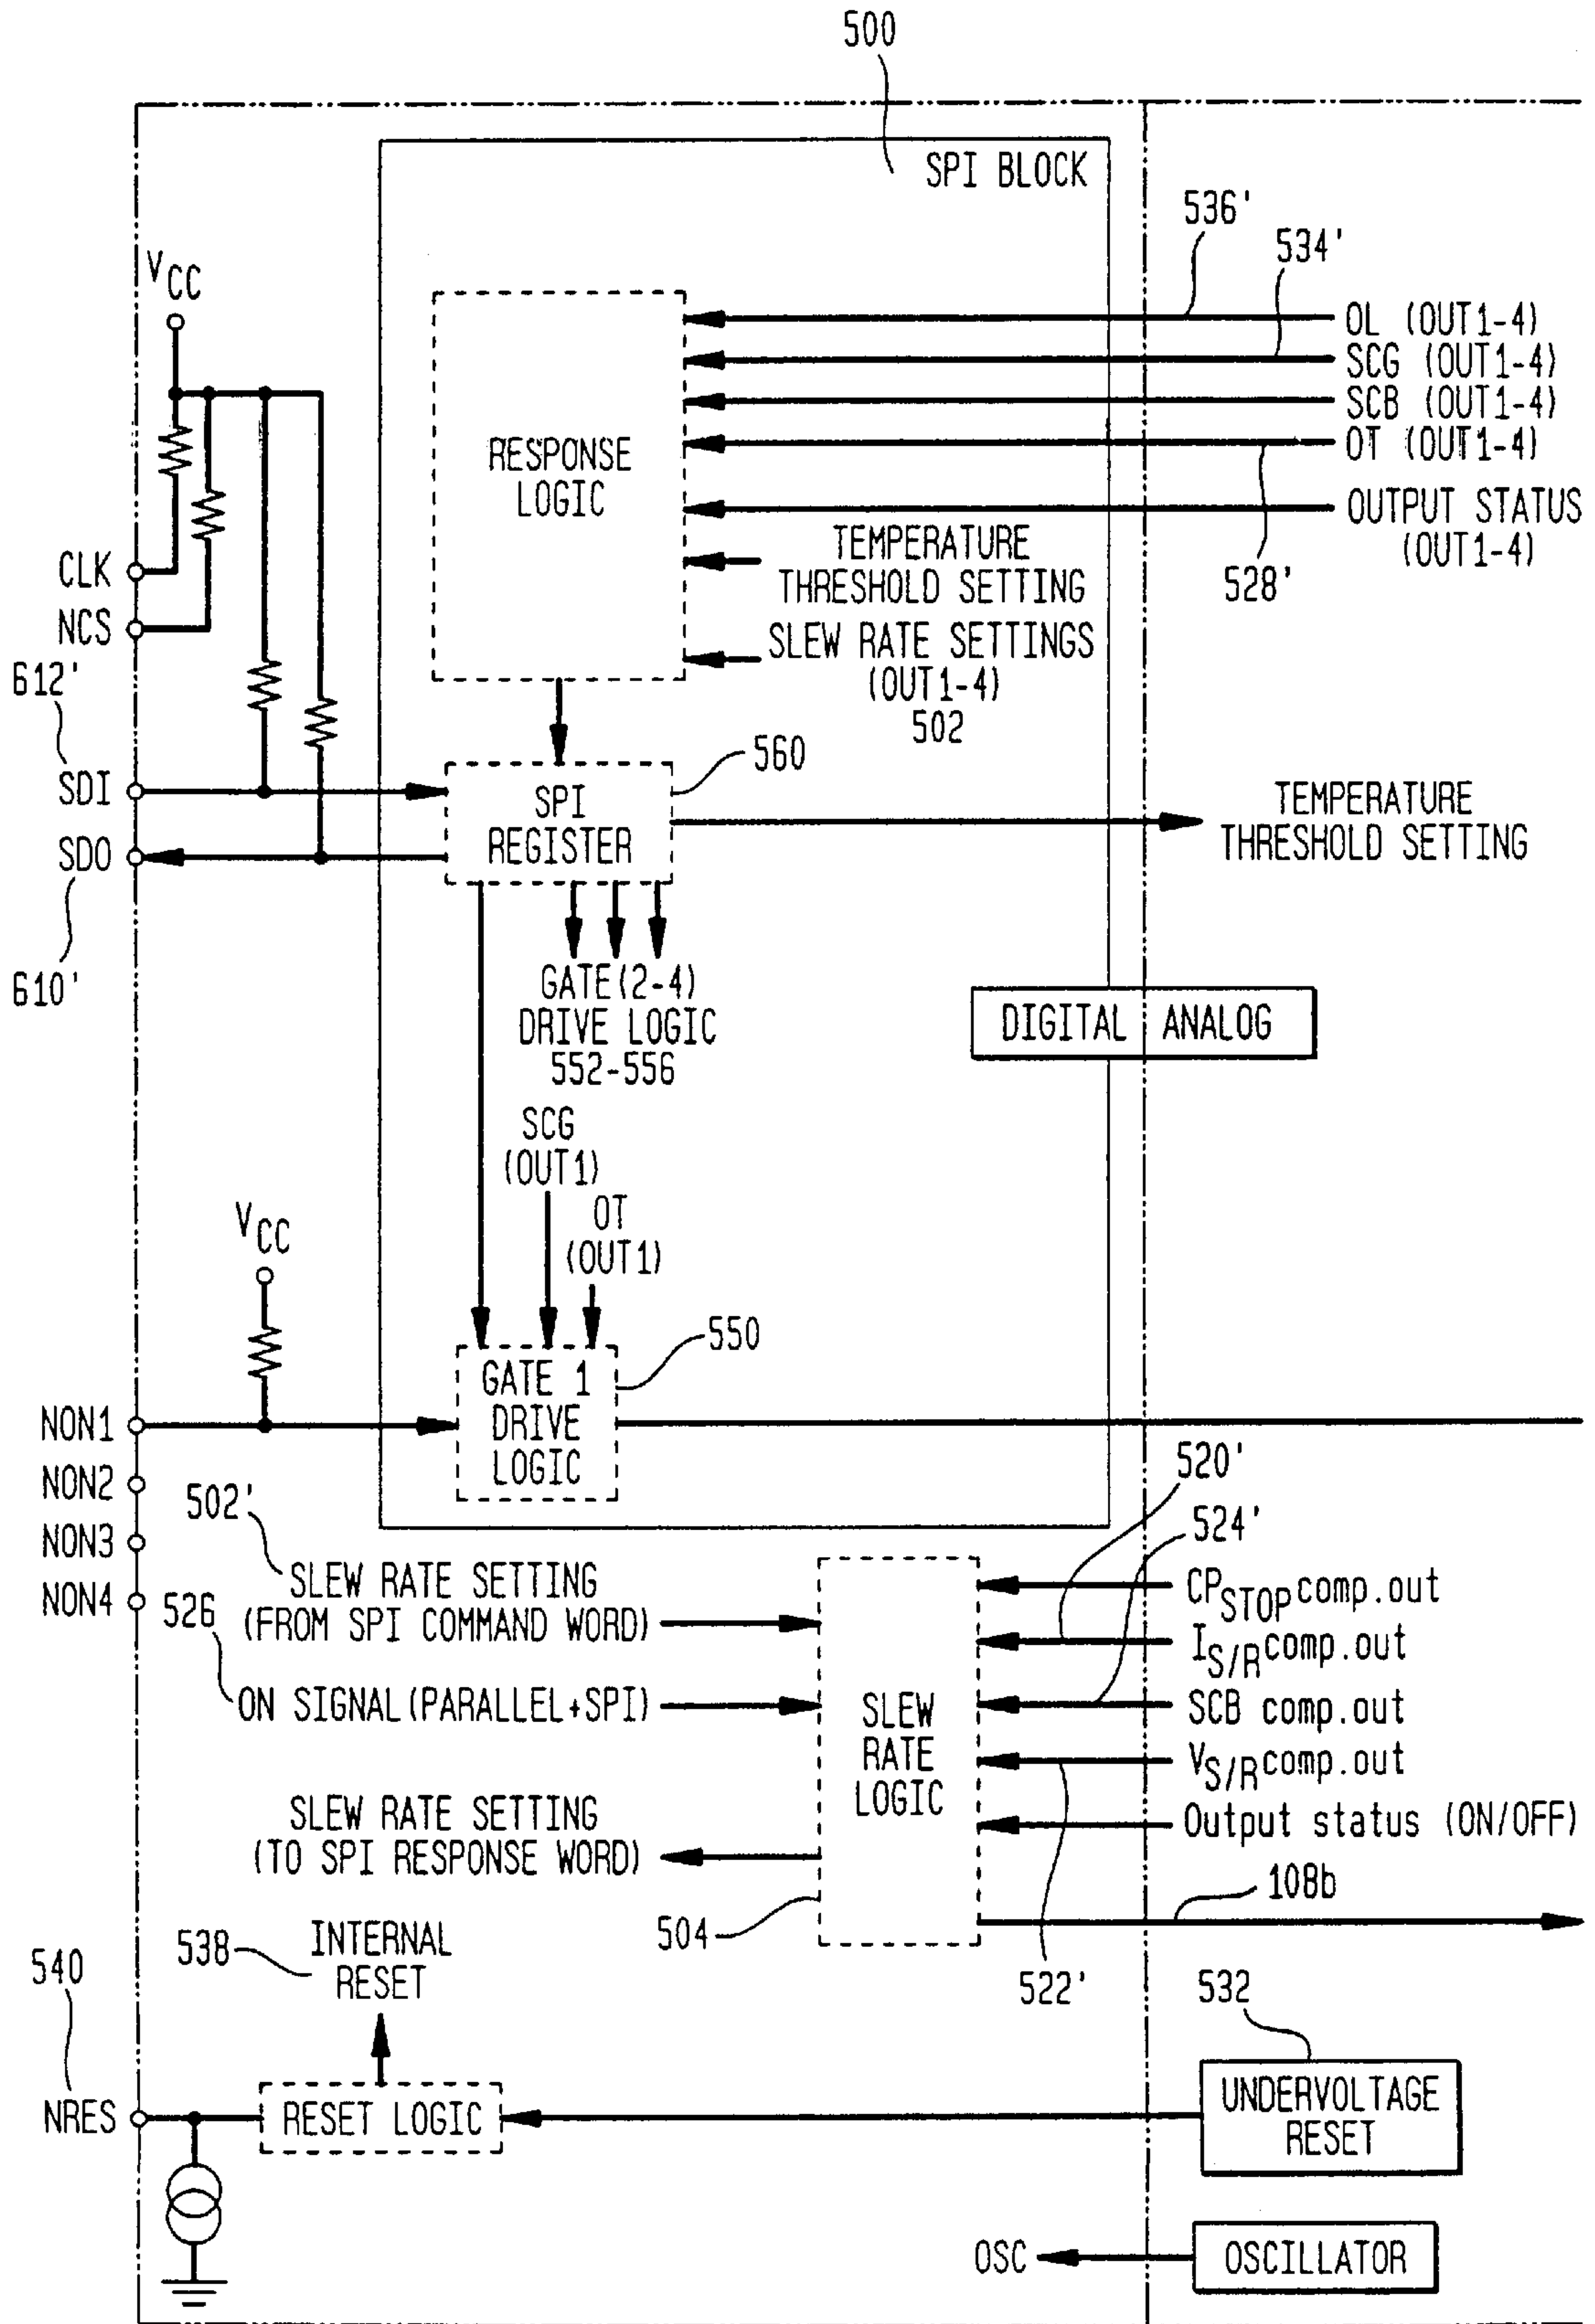 500
SPI BLOCK
536'
534'
VCC
OL (OUT1-4)
SCG (OUT1-4)
SCB (OUT1-4)
OT (OUT1-4)
RESPONSE
LOGIC
OUTPUT STATUS
(OUT1-4)
TEMPERATURE
THRESHOLD SETTING
528'
CLK
NCS
SLEW RATE SETTINGS
(OUT1-4)
502
612'
560
SDI
SPI
REGISTER
TEMPERATURE
THRESHOLD SETTING
SDO
610'
GATE(2-4)
DRIVE LOGIC
552-556
DIGITAL ANALOG
SCG
(OUT1)
OT
(OUT1)
VCC
550
GATE 1
DRIVE
LOGIC
NON1
NON2
NON3
NON4
502'
520'
524'
SLEW RATE SETTING
(FROM SPI COMMAND WORD)
526
ON SIGNAL(PARALLEL+SPI)
SLEW
RATE
LOGIC
CPSTOP comp.out
IS/R comp.out
SCB comp.out
VS/R comp.out
Output status (ON/OFF)
SLEW RATE SETTING
(TO SPI RESPONSE WORD)
108b
504
522'
538
INTERNAL
RESET
540
532
NRES
RESET LOGIC
UNDERVOLTAGE
RESET
OSC
OSCILLATOR